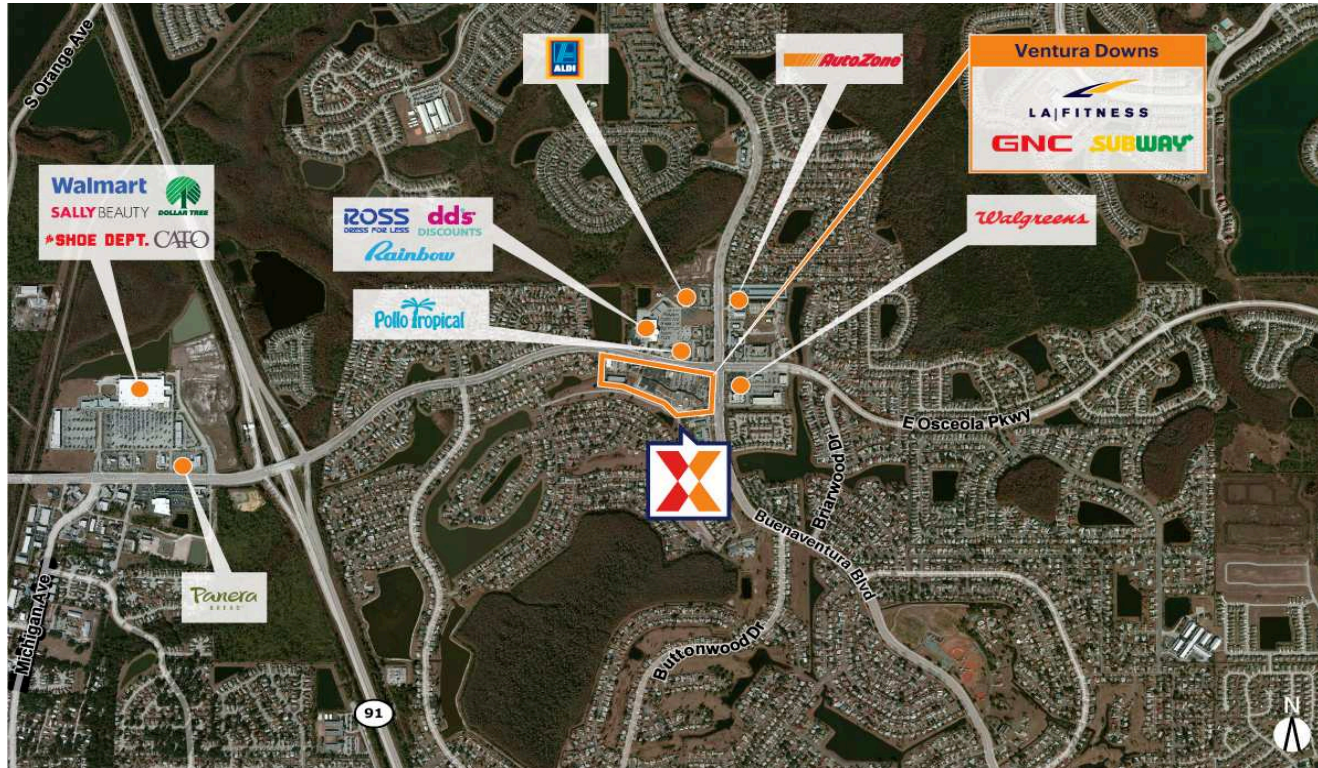 S Orange Ave
ALDI
AutoZone
Ventura Downs
LA|FITNESS
GNC SUBWAY
Walmart
DOLLAR TREE
SALLYBEAUTY
SHOE DEPT. CATO
ROSS
DRESS FOR LESS
dd's
DISCOUNTS
Rainbow
Walgreens
Pollo Tropical
E Osceola Pkwy
Briarwood Dr
Buenaventura Blvd
Panera
BREAD
Michigan Ave
Buttonwood Dr
91
N